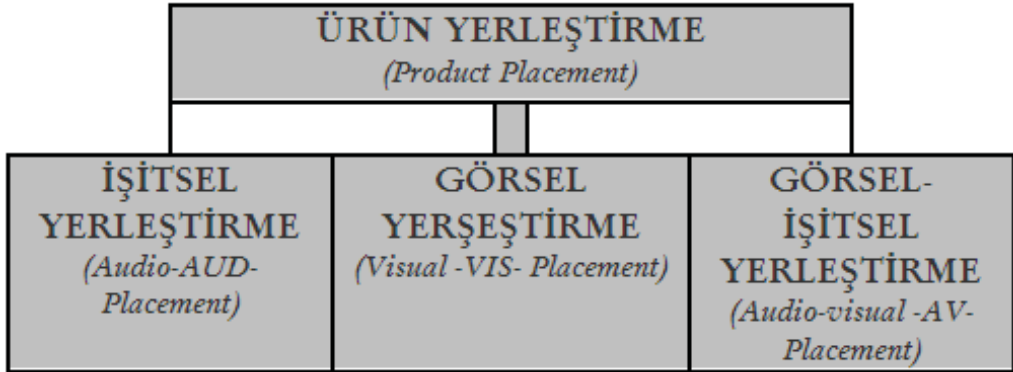 ÜRÜN YERLEŞTİRME
(Product Placement)
İŞİTSEL
YERLEŞTİRME
(Audio-AUD-
Placement)
GÖRSEL
YERŞEŞTİRME
(Visual -VIS- Placement)
GÖRSEL-
İŞİTSEL
YERLEŞTİRME
(Audio-visual -AV-
Placement)